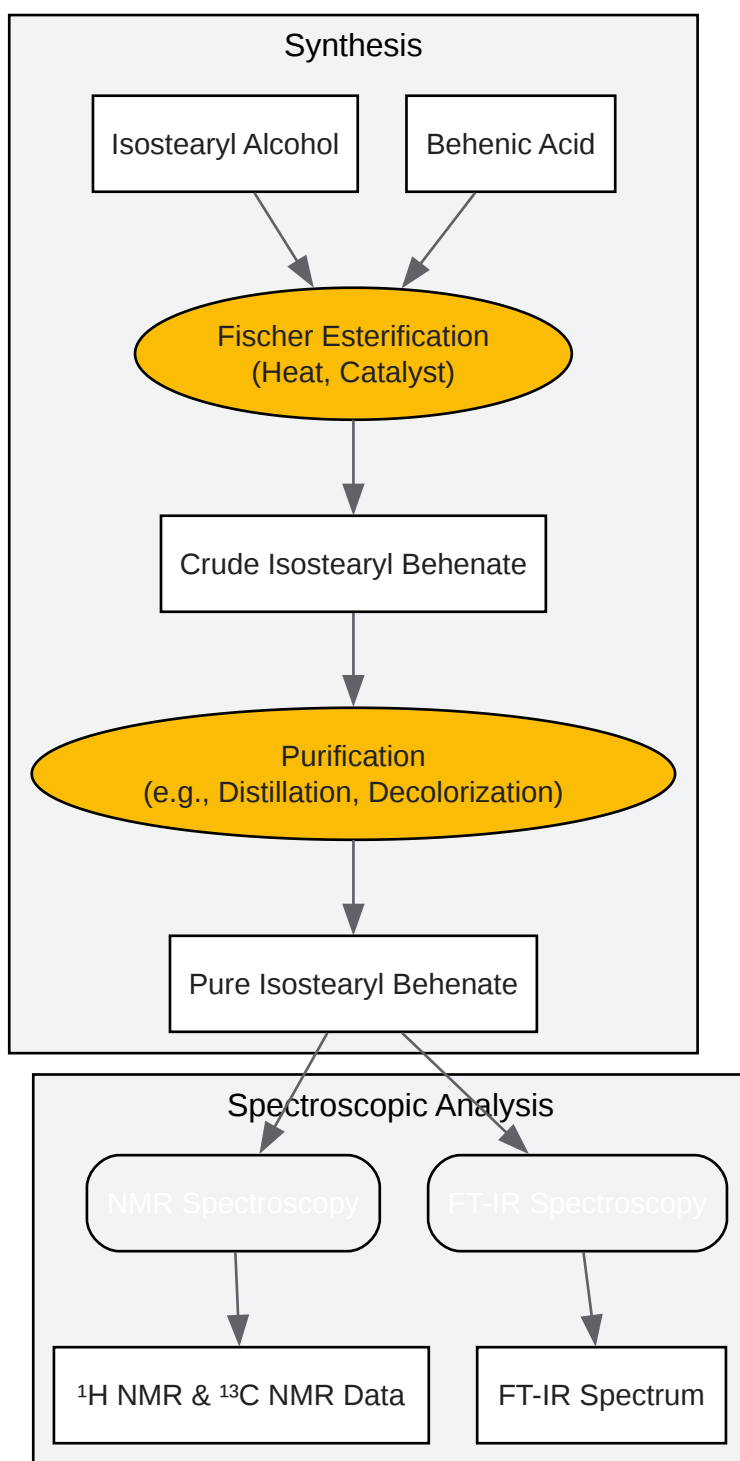 Synthesis
Isostearyl Alcohol
Behenic Acid
Fischer Esterification
(Heat, Catalyst)
Crude Isostearyl Behenate
Purification
(e.g., Distillation, Decolorization)
Pure Isostearyl Behenate
Spectroscopic Analysis
NMR Spectroscopy
FT-IR Spectroscopy
¹H NMR & ¹³C NMR Data
FT-IR Spectrum